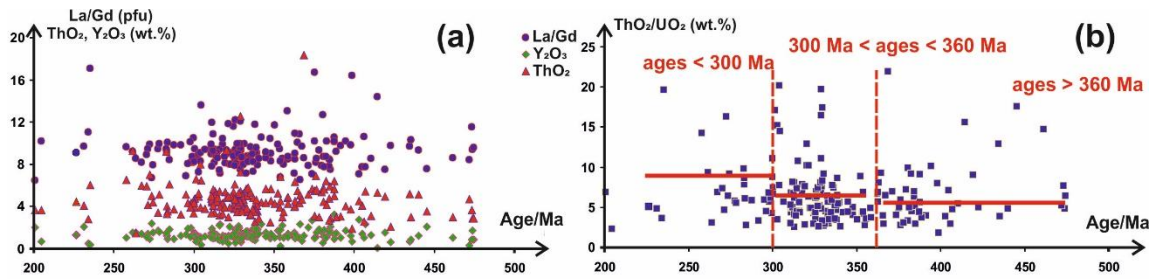 La/Gd (pfu)
ThO₂, Y₂O₃ (wt.%)
(a)
La/Gd
Y₂O₃
ThO₂
20
16
12
8
4
0
Age/Ma
200 250 300 350 400 450 500
ThO₂/UO₂ (wt.%)
(b)
300 Ma < ages < 360 Ma
ages < 300 Ma
ages > 360 Ma
25
20
15
10
5
0
Age/Ma
200 250 300 350 400 450 500